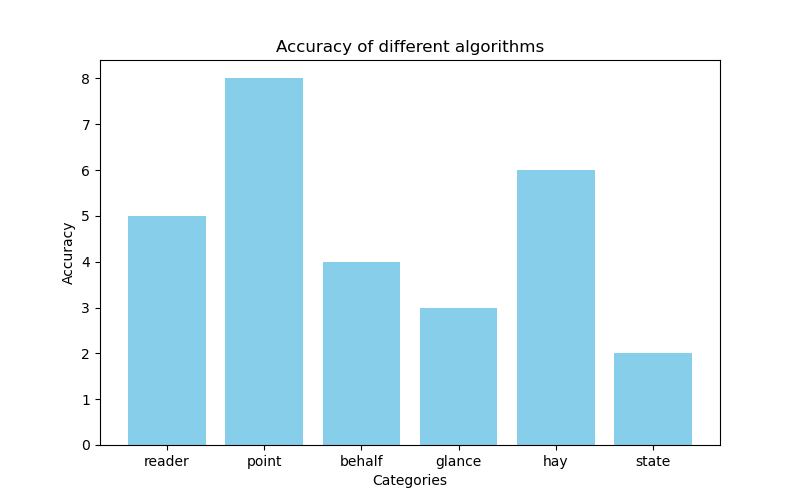 Accuracy of different algorithms
8
7
6
5
4
3
2
1
0
Accuracy
reader point behalf glance hay state
Categories